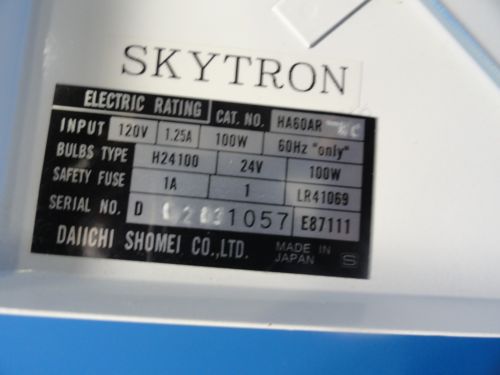 SKYTRON
ELECTRIC RATING CAT. NO. HA60AR
INPUT 120V 1.25A 100W 60Hz "only"
BULBS TYPE H24100 24V 100W
SAFETY FUSE 1A 1 LR41069
SERIAL NO. D 1057 E87111
DAIICHI SHOMEI CO.,LTD. MADE IN JAPAN S